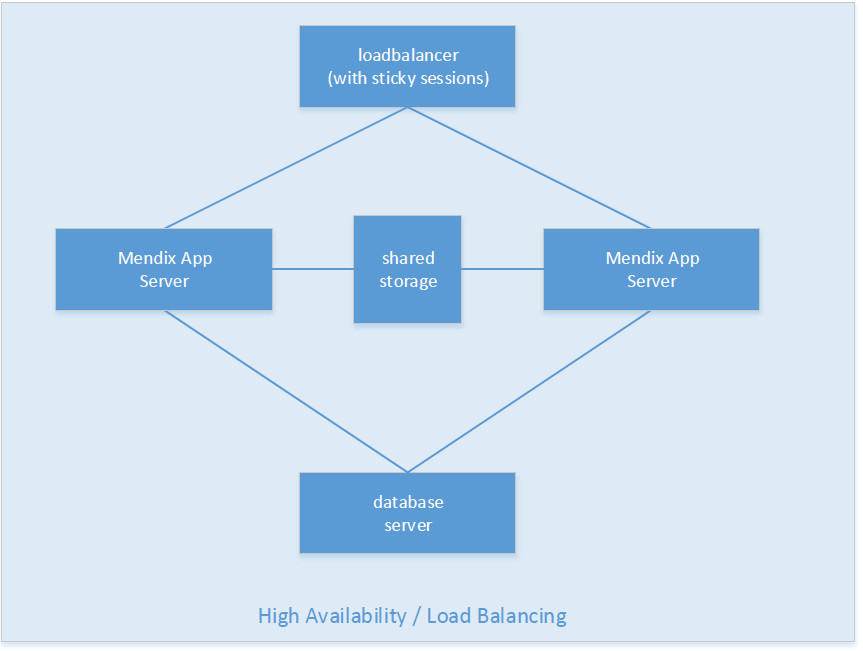 loadbalancer
(with sticky sessions)
Mendix App
Server
shared
storage
Mendix App
Server
database
server
High Availability / Load Balancing